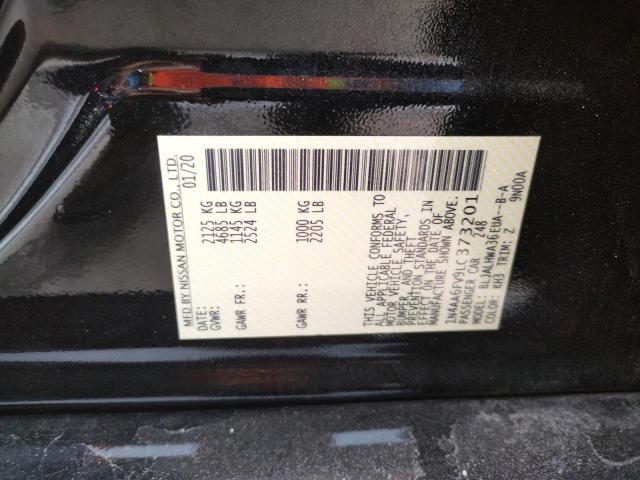 MFD BY NISSAN MOTOR CO., LTD.
DATE: 01/20
GVWR: 2125 KG
4685 LB
GAWR FR.: 1145 KG
2524 LB
1000 KG
2205 LB
THIS VEHICLE CONFORMS TO
ALL APPLICABLE FEDERAL
MOTOR VEHICLE SAFETY,
BUMPER, AND THEFT
PREVENTION STANDARDS IN
EFFECT ON THE DATE OF
MANUFACTURE SHOWN ABOVE.
1N4AA6FV9LC373201
PASSENGER CAR 248
MODEL: BLJALHWA36EUA--B-A
COLOR: KH3 TRIM: Z 9N00A